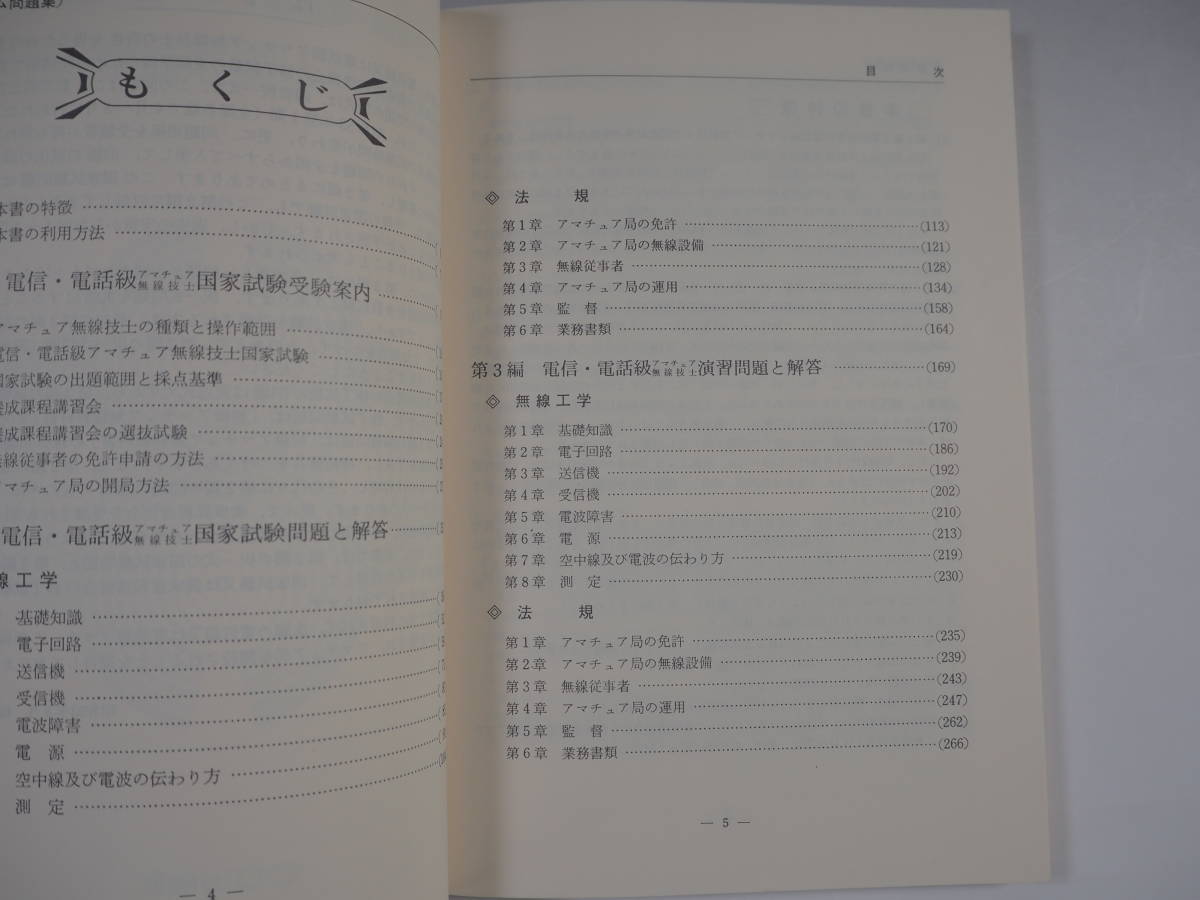 問題集）
もくじ
本書の特徴
本書の利用方法
電信・電話級アマチュア無線技士国家試験受験案内
アマチュア無線技士の種類と操作範囲
電信・電話級アマチュア無線技士国家試験
国家試験の出題範囲と採点基準
養成課程講習会
養成課程講習会の選抜試験
無線従事者の免許申請の方法
アマチュア局の開局方法
電信・電話級アマチュア無線技士国家試験問題と解答
線工学
基礎知識
電子回路
送信機
受信機
電波障害
電源
空中線及び電波の伝わり方
測定
— 4 —
目次
◇ 法規
第1章 アマチュア局の免許 (113)
第2章 アマチュア局の無線設備 (121)
第3章 無線従事者 (128)
第4章 アマチュア局の運用 (134)
第5章 監督 (158)
第6章 業務書類 (164)
第3編 電信・電話級アマチュア無線技士演習問題と解答 (169)
◇ 無線工学
第1章 基礎知識 (170)
第2章 電子回路 (186)
第3章 送信機 (192)
第4章 受信機 (202)
第5章 電波障害 (210)
第6章 電源 (213)
第7章 空中線及び電波の伝わり方 (219)
第8章 測定 (230)
◇ 法規
第1章 アマチュア局の免許 (235)
第2章 アマチュア局の無線設備 (239)
第3章 無線従事者 (243)
第4章 アマチュア局の運用 (247)
第5章 監督 (262)
第6章 業務書類 (266)
— 5 —